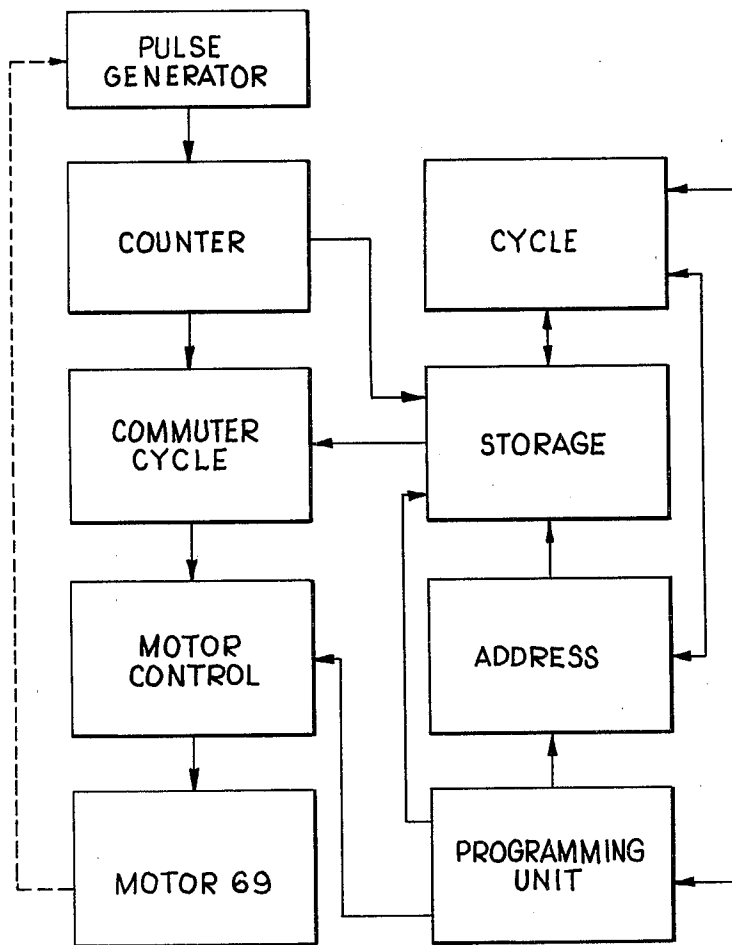 PULSE
GENERATOR
COUNTER
CYCLE
COMMUTER
CYCLE
STORAGE
MOTOR
CONTROL
ADDRESS
MOTOR 69
PROGRAMMING
UNIT